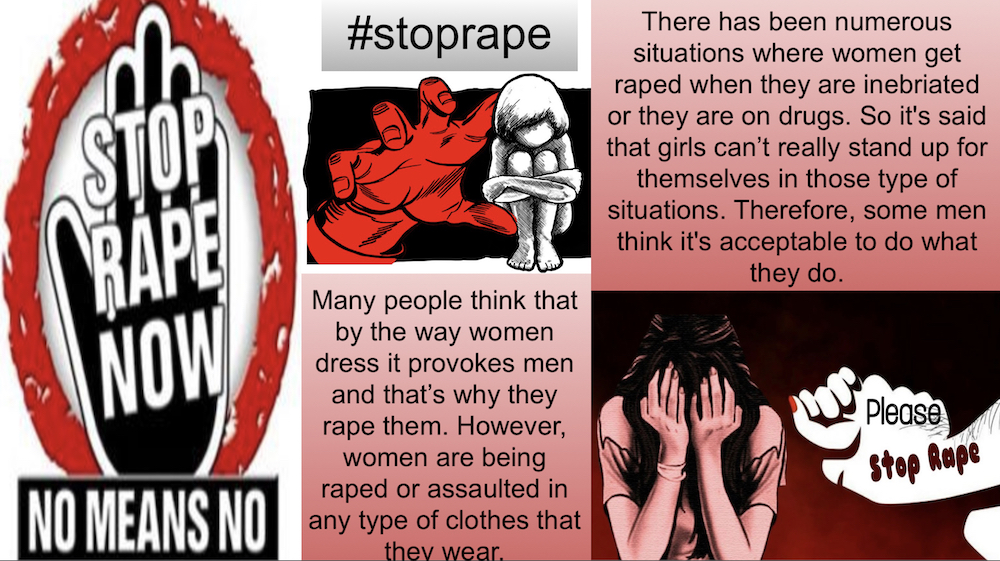 STOP
RAPE
NOW
NO MEANS NO
#stoprape
Many people think that
by the way women
dress it provokes men
and that's why they
rape them. However,
women are being
raped or assaulted in
any type of clothes that
they wear.
There has been numerous
situations where women get
raped when they are inebriated
or they are on drugs. So it's said
that girls can't really stand up for
themselves in those type of
situations. Therefore, some men
think it's acceptable to do what
they do.
Please
Stop Rape